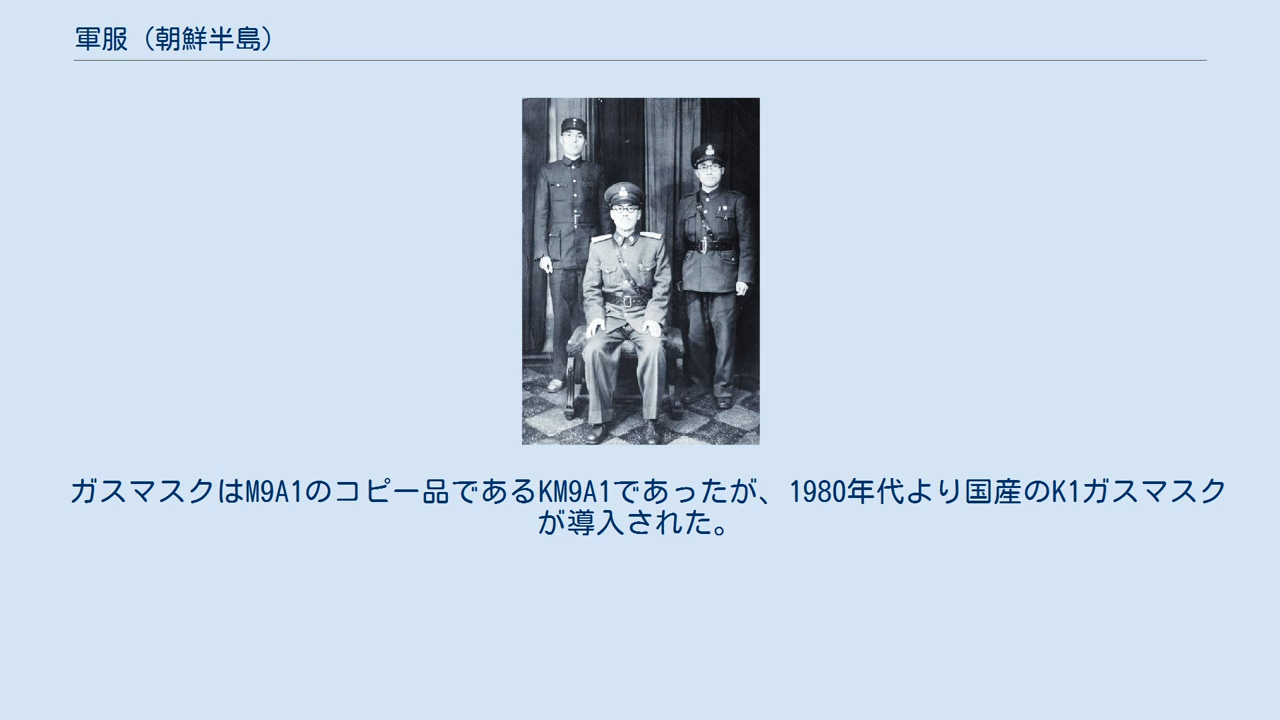 軍服（朝鮮半島）
ガスマスクはM9A1のコピー品であるKM9A1であったが、1980年代より国産のK1ガスマスク
が導入された。